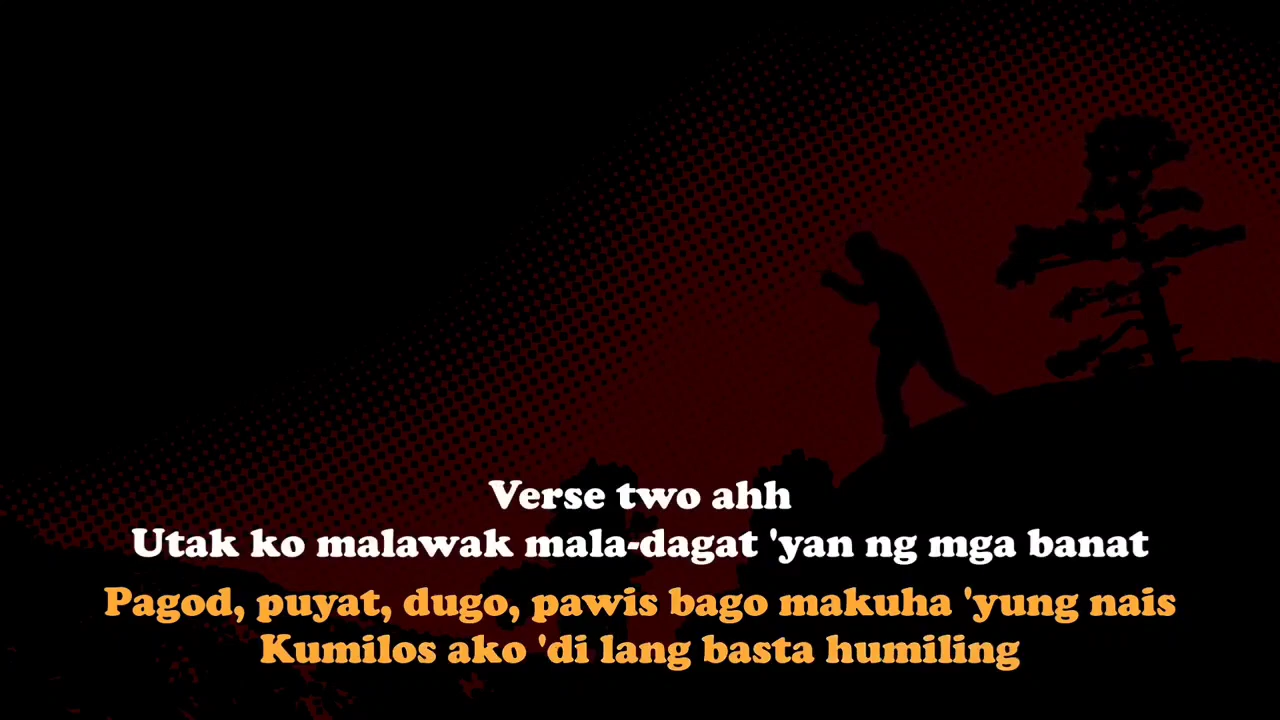 Verse two ahh
Utak ko malawak mala-dagat 'yan ng mga banat
Pagod, puyat, dugo, pawis bago makuha 'yung nais
Kumilos ako 'di lang basta humiling